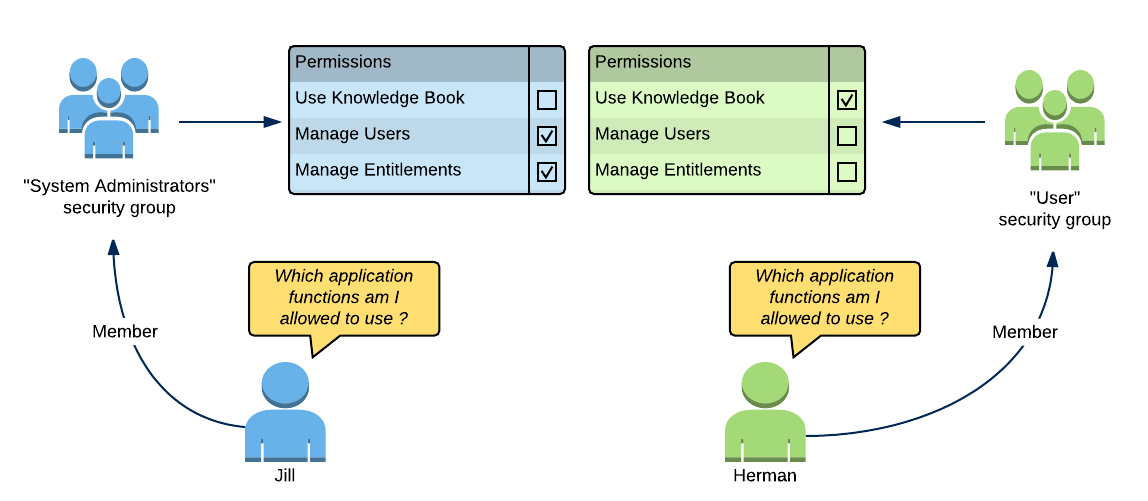 Permissions
Use Knowledge Book
Manage Users
Manage Entitlements
Permissions
Use Knowledge Book
Manage Users
Manage Entitlements
"System Administrators"
security group
"User"
security group
Which application
functions am I
allowed to use ?
Which application
functions am I
allowed to use ?
Member
Member
Jill
Herman